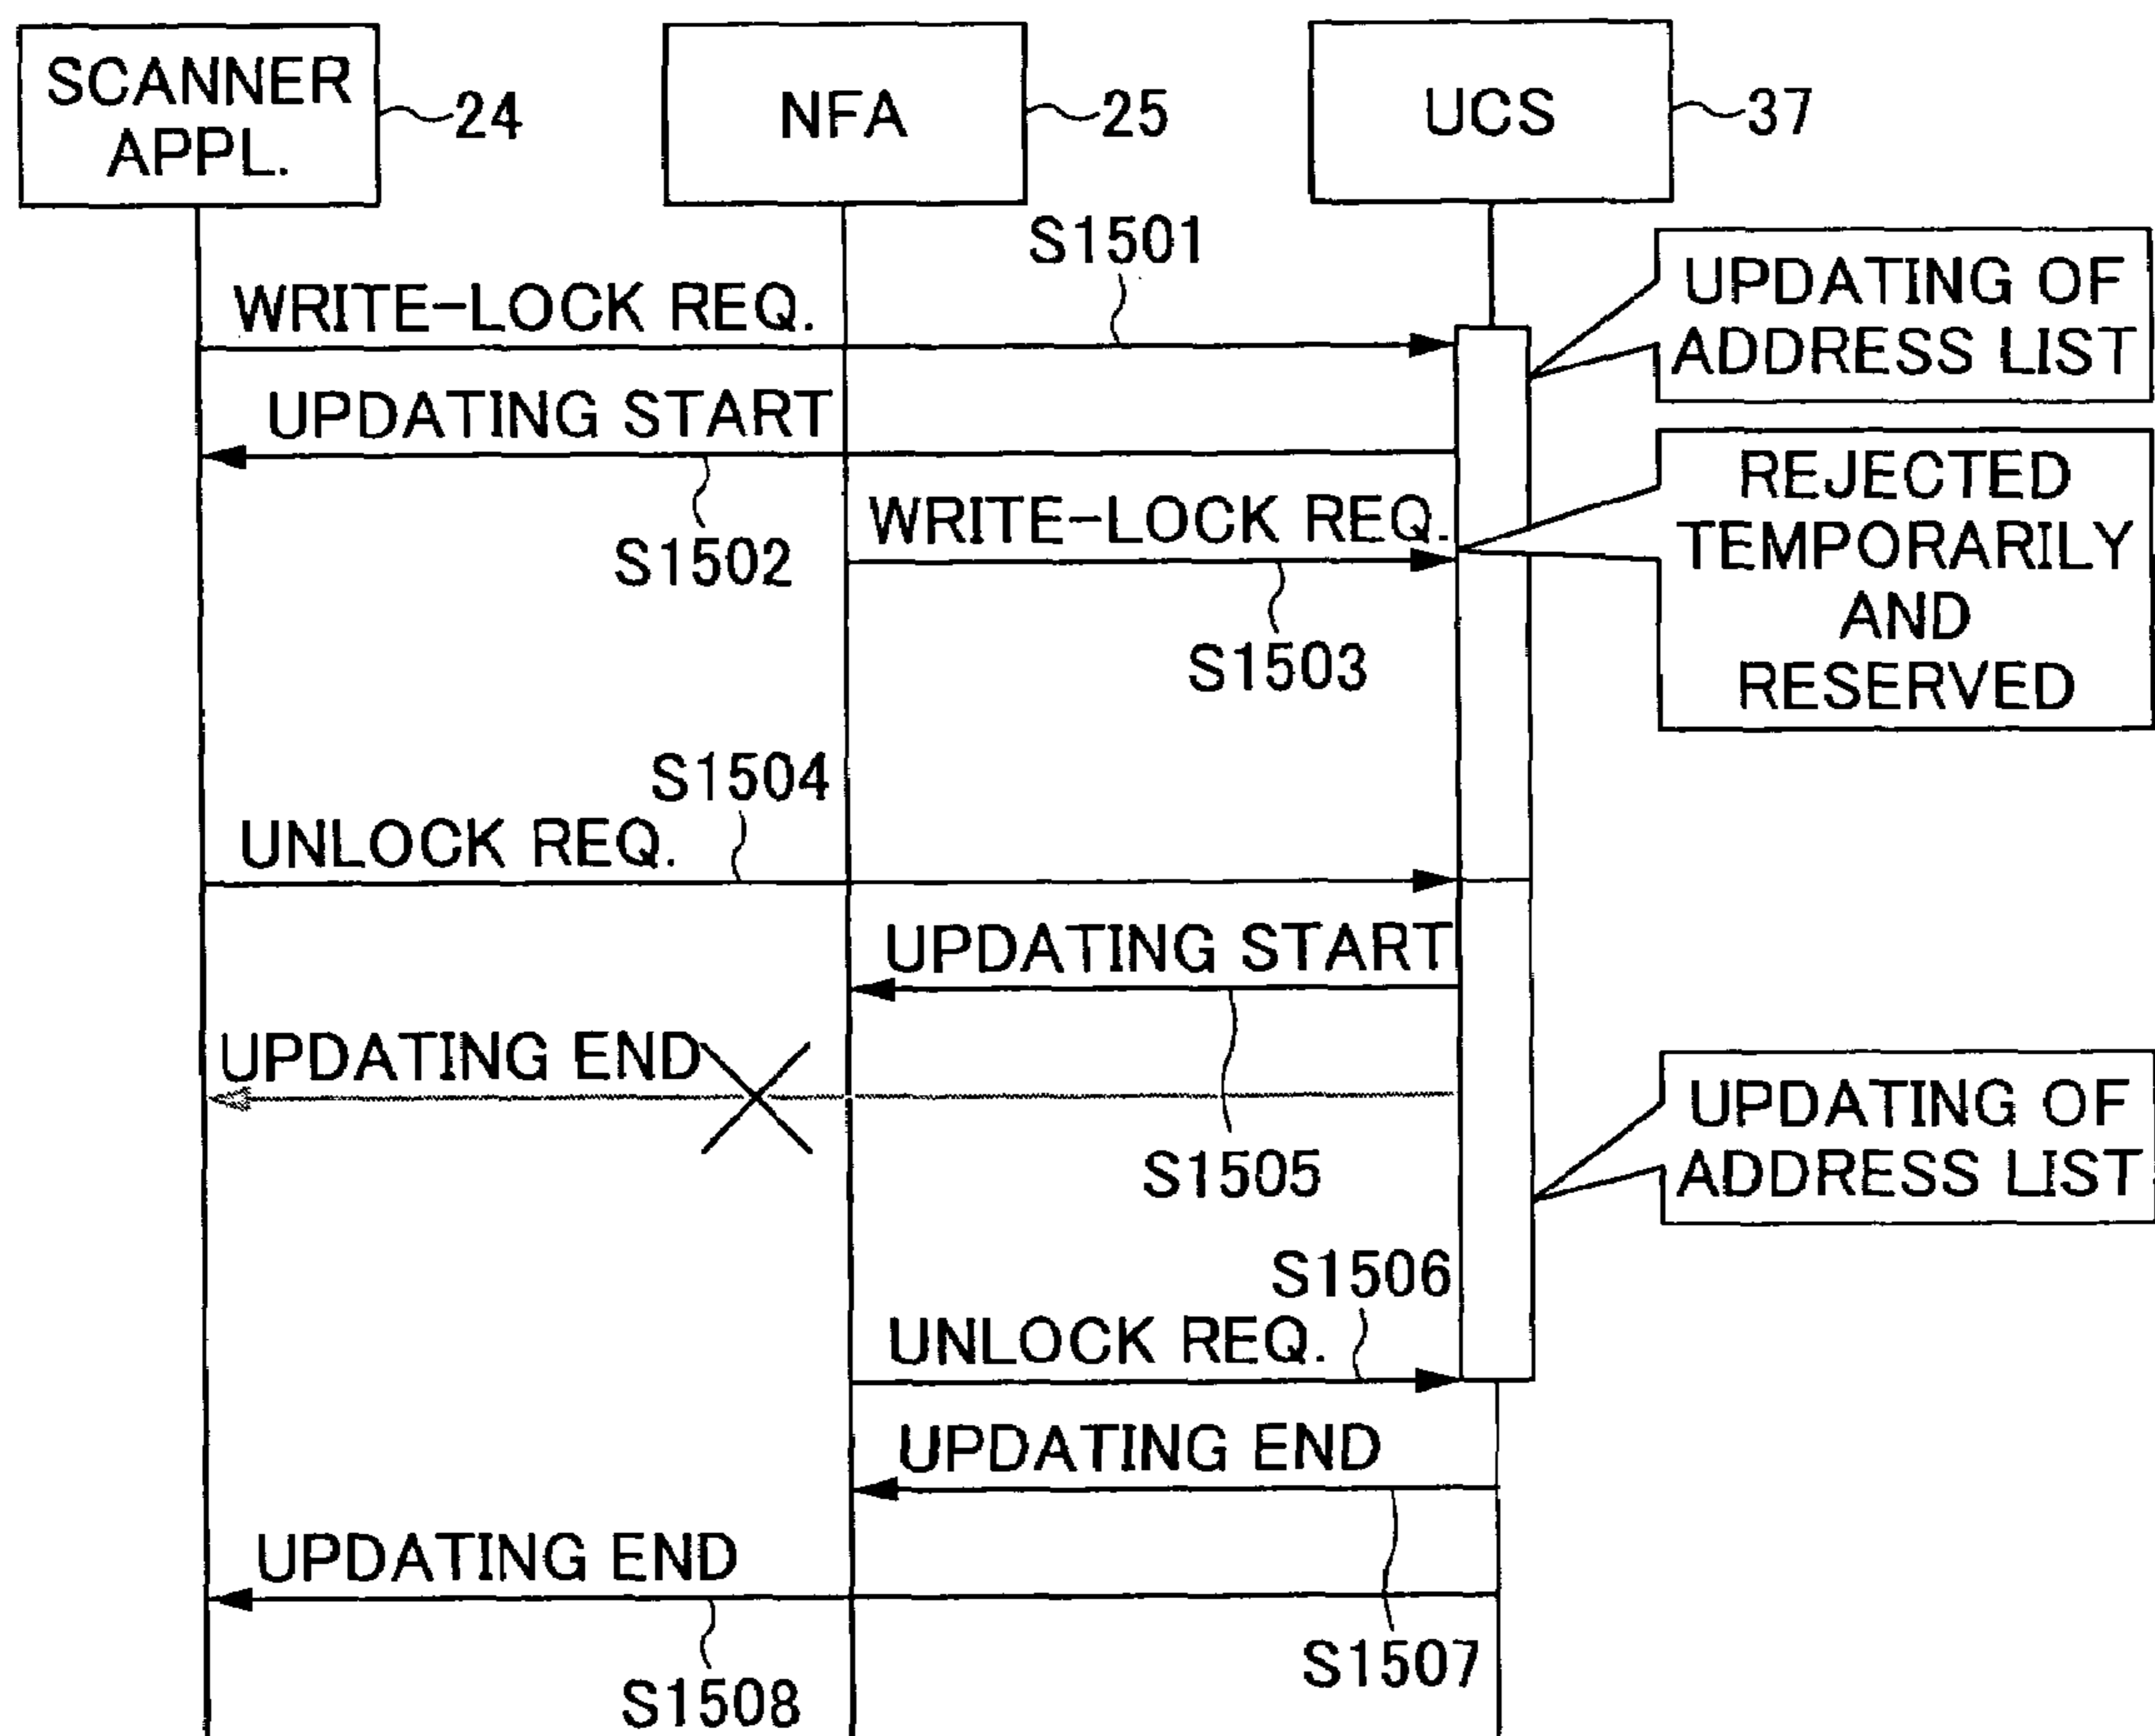 SCANNER
APPL.
24
NFA
25
UCS
37
S1501
WRITE-LOCK REQ.
UPDATING OF
ADDRESS LIST
UPDATING START
S1502
WRITE-LOCK REQ.
REJECTED
TEMPORARILY
AND
RESERVED
S1503
S1504
UNLOCK REQ.
UPDATING START
UPDATING END
S1505
UPDATING OF
ADDRESS LIST
S1506
UNLOCK REQ.
UPDATING END
S1507
UPDATING END
S1508